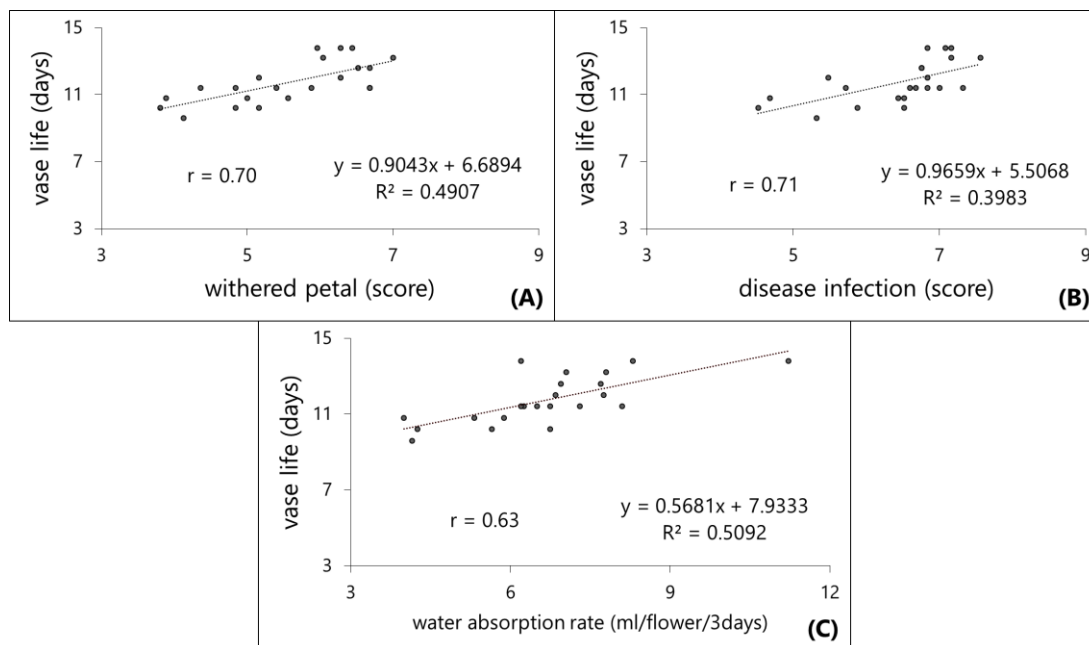 15
11
7
3
vase life (days)
r = 0.70
y = 0.9043x + 6.6894
R² = 0.4907
3 5 7 9
withered petal (score)
(A)
15
11
7
3
vase life (days)
r = 0.71
y = 0.9659x + 5.5068
R² = 0.3983
3 5 7 9
disease infection (score)
(B)
15
11
7
3
vase life (days)
r = 0.63
y = 0.5681x + 7.9333
R² = 0.5092
3 6 9 12
water absorption rate (ml/flower/3days)
(C)